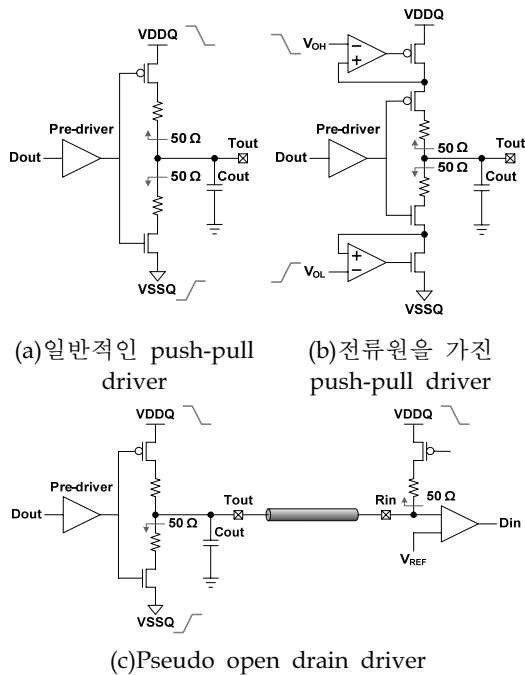 VDDQ
Pre-driver
Dout
50 Ω
50 Ω
Tout
Cout
VSSQ
VOH
VDDQ
Pre-driver
Dout
50 Ω
50 Ω
Tout
Cout
VOL
VSSQ
(a)일반적인 push-pull
driver
(b)전류원을 가진
push-pull driver
VDDQ
Pre-driver
Dout
50 Ω
Tout
Cout
VSSQ
VDDQ
Rin
50 Ω
VREF
Din
(c)Pseudo open drain driver